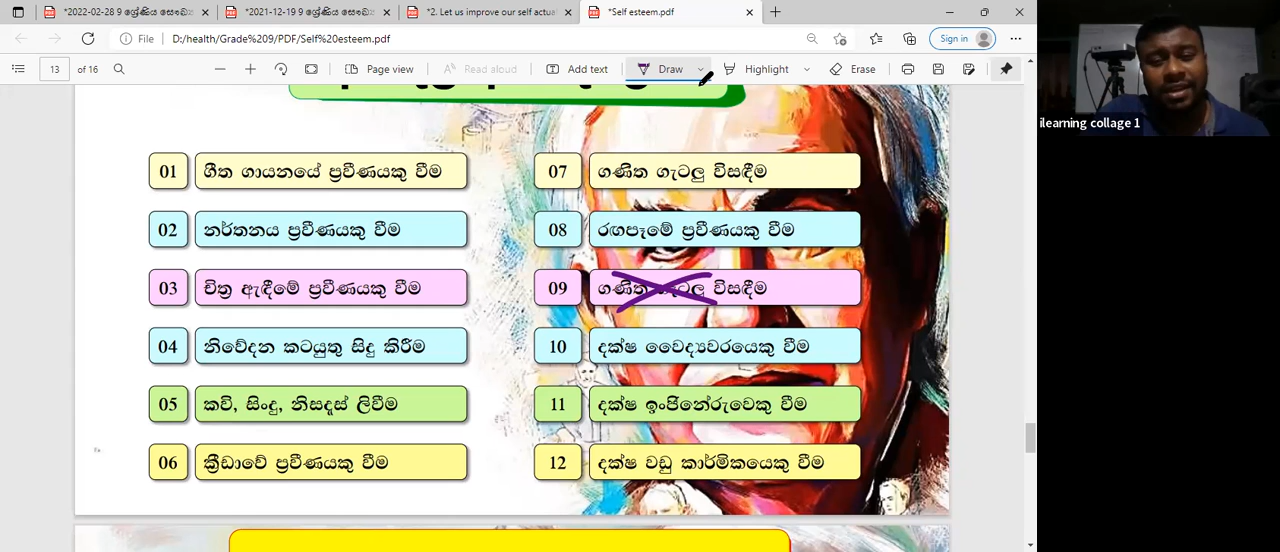 *2022-02-28 9 ශ්‍රේණිය සෞඛ්‍ය
*2021-12-19 9 ශ්‍රේණිය සෞඛ්‍ය
*2. Let us improve our self actua
*Self esteem.pdf
File D:/health/Grade%209/PDF/Self%20esteem.pdf
Sign in
13 of 16
Page view
Read aloud
Add text
Draw
Highlight
Erase
ilearning collage 1
01 ගීත ගායනයේ ප්‍රවීණයකු වීම
02 නර්තනය ප්‍රවීණයකු වීම
03 චිත්‍ර ඇඳීමේ ප්‍රවීණයකු වීම
04 නිවේදන කටයුතු සිදු කිරීම
05 කවි, සිංදු, නිසඳැස් ලිවීම
06 ක්‍රීඩාවේ ප්‍රවීණයකු වීම
07 ගණිත ගැටලු විසඳීම
08 රඟපෑමේ ප්‍රවීණයකු වීම
09 ගණිත ගැටලු විසඳීම
10 දක්ෂ වෛද්‍යවරයෙකු වීම
11 දක්ෂ ඉංජිනේරුවෙකු වීම
12 දක්ෂ වඩු කාර්මිකයෙකු වීම